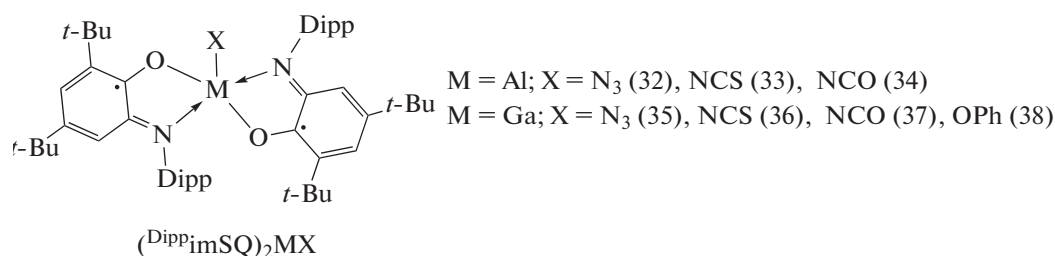 Dipp
t-Bu
X
O
N
M
M = Al; X = N₃ (32), NCS (33), NCO (34)
t-Bu
M = Ga; X = N₃ (35), NCS (36), NCO (37), OPh (38)
N
O
t-Bu
Dipp
t-Bu
(ᴰⁱᵖᵖimSQ)₂MX